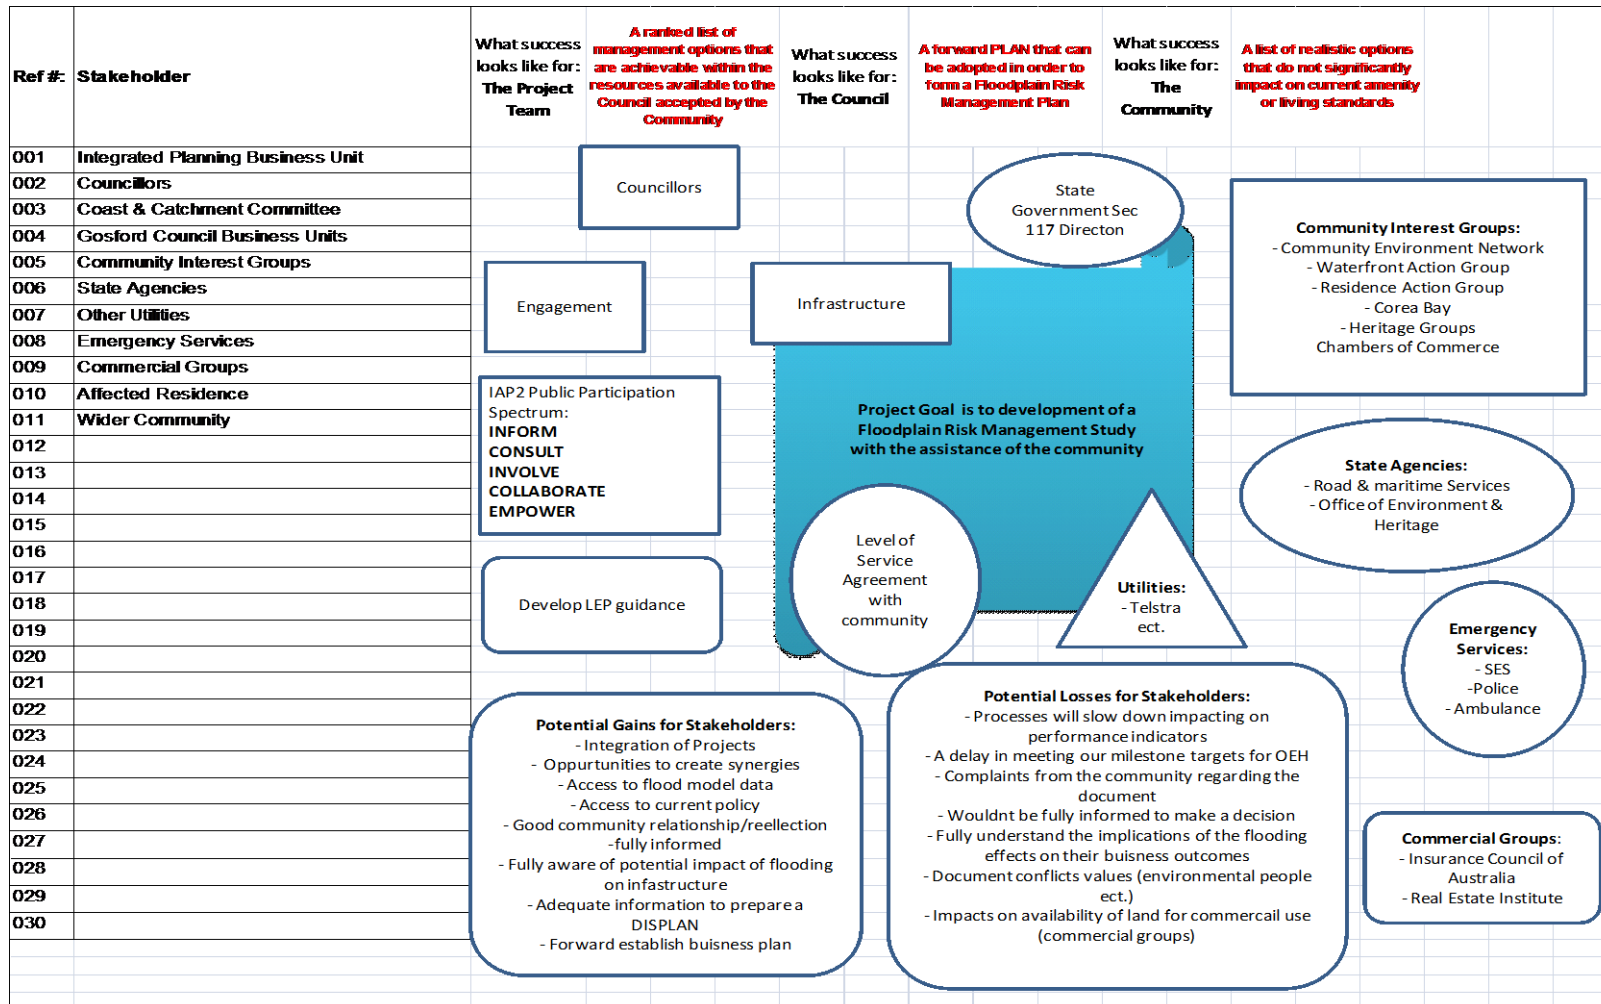 Ref #:
Stakeholder
What success
looks like for:
The Project
Team
A ranked list of
management options that
are achievable within the
resources available to the
Council accepted by the
Community
What success
looks like for:
The Council
A forward PLAN that can
be adopted in order to
form a Floodplain Risk
Management Plan
What success
looks like for:
The
Community
A list of realistic options
that do not significantly
impact on current amenity
or living standards
001 Integrated Planning Business Unit
002 Councillors
003 Coast & Catchment Committee
004 Gosford Council Business Units
005 Community Interest Groups
006 State Agencies
007 Other Utilities
008 Emergency Services
009 Commercial Groups
010 Affected Residence
011 Wider Community
012
013
014
015
016
017
018
019
020
021
022
023
024
025
026
027
028
029
030
Councillors
State
Government Sec
117 Directon
Community Interest Groups:
- Community Environment Network
- Waterfront Action Group
- Residence Action Group
- Corea Bay
- Heritage Groups
Chambers of Commerce
Engagement
Infrastructure
IAP2 Public Participation
Spectrum:
INFORM
CONSULT
INVOLVE
COLLABORATE
EMPOWER
Project Goal is to development of a
Floodplain Risk Management Study
with the assistance of the community
State Agencies:
- Road & maritime Services
- Office of Environment &
Heritage
Develop LEP guidance
Level of
Service
Agreement
with
community
Utilities:
- Telstra
ect.
Emergency
Services:
- SES
-Police
- Ambulance
Potential Gains for Stakeholders:
- Integration of Projects
- Oppurtunities to create synergies
- Access to flood model data
- Access to current policy
- Good community relationship/reellection
-fully informed
- Fully aware of potential impact of flooding
on infastructure
- Adequate information to prepare a
DISPLAN
- Forward establish buisness plan
Potential Losses for Stakeholders:
- Processes will slow down impacting on
performance indicators
- A delay in meeting our milestone targets for OEH
- Complaints from the community regarding the
document
- Wouldnt be fully informed to make a decision
- Fully understand the implications of the flooding
effects on their buisness outcomes
- Document conflicts values (environmental people
ect.)
- Impacts on availability of land for commercail use
(commercial groups)
Commercial Groups:
- Insurance Council of
Australia
- Real Estate Institute